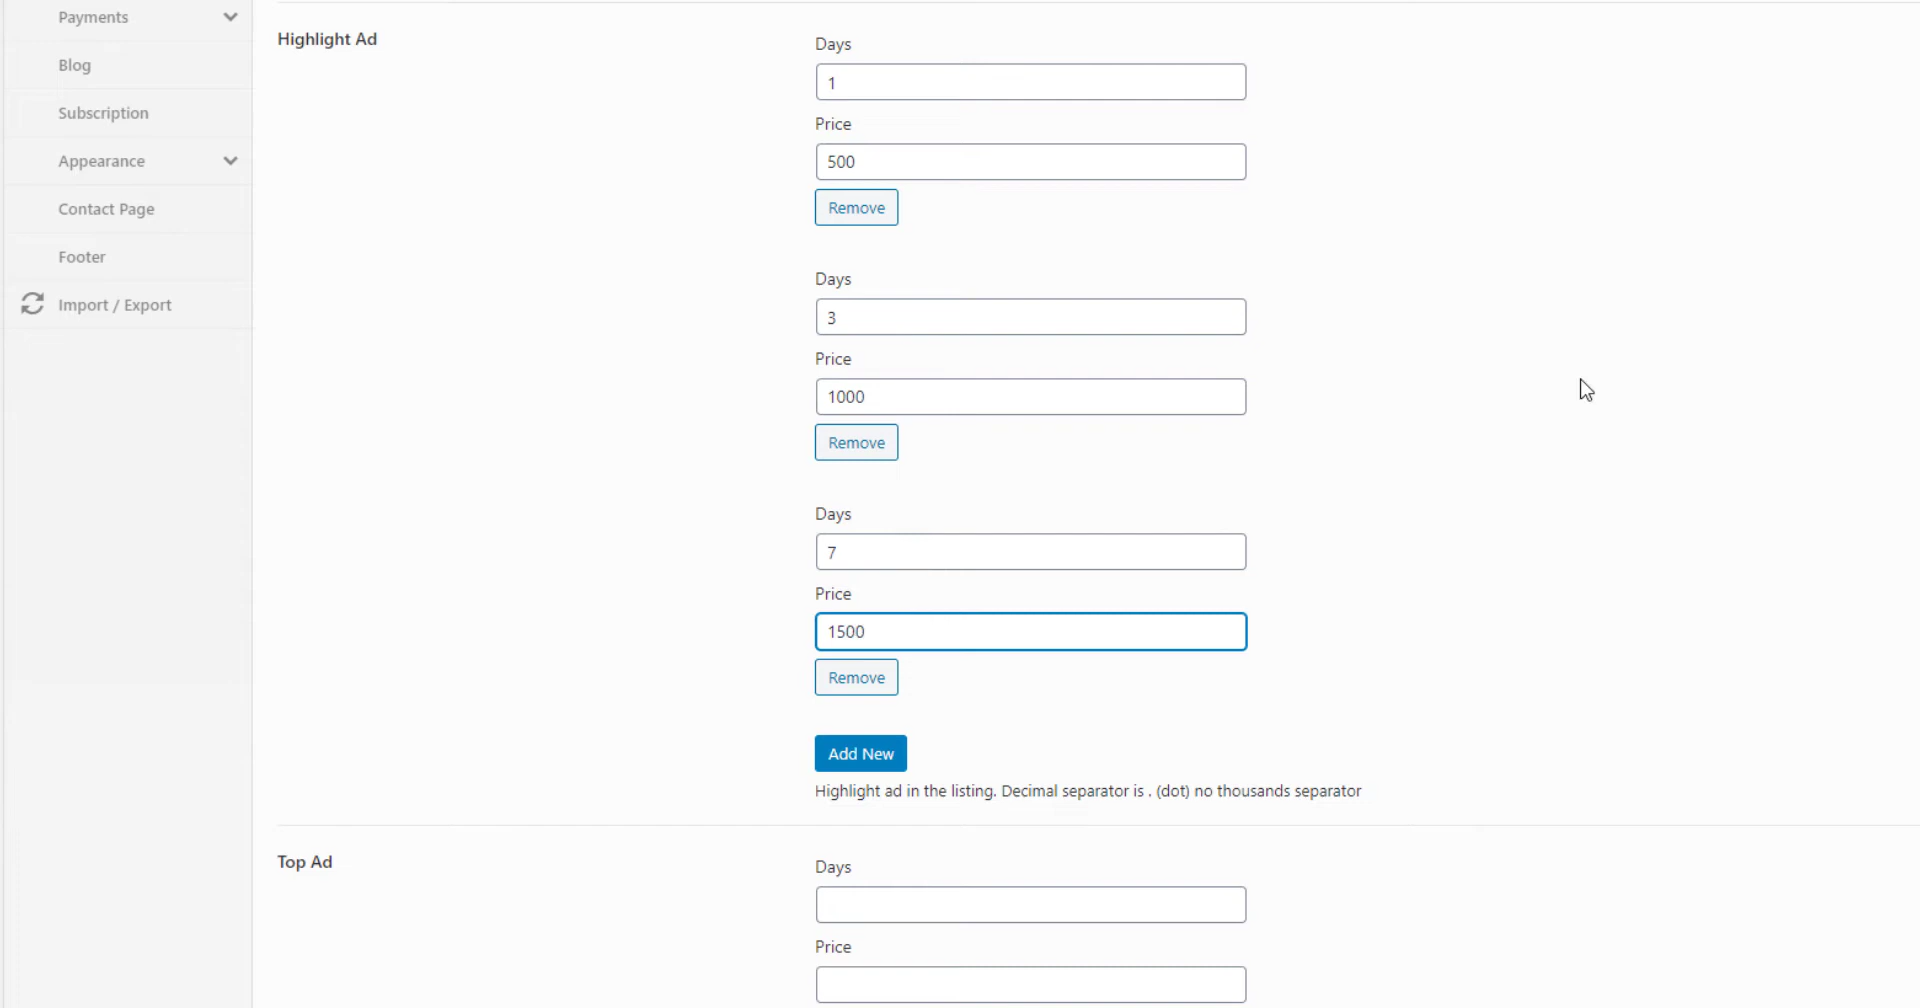 Payments
Blog
Subscription
Appearance
Contact Page
Footer
Import / Export
Highlight Ad
Days
1
Price
500
Remove
Days
3
Price
1000
Remove
Days
7
Price
1500
Remove
Add New
Highlight ad in the listing. Decimal separator is . (dot) no thousands separator
Top Ad
Days
Price